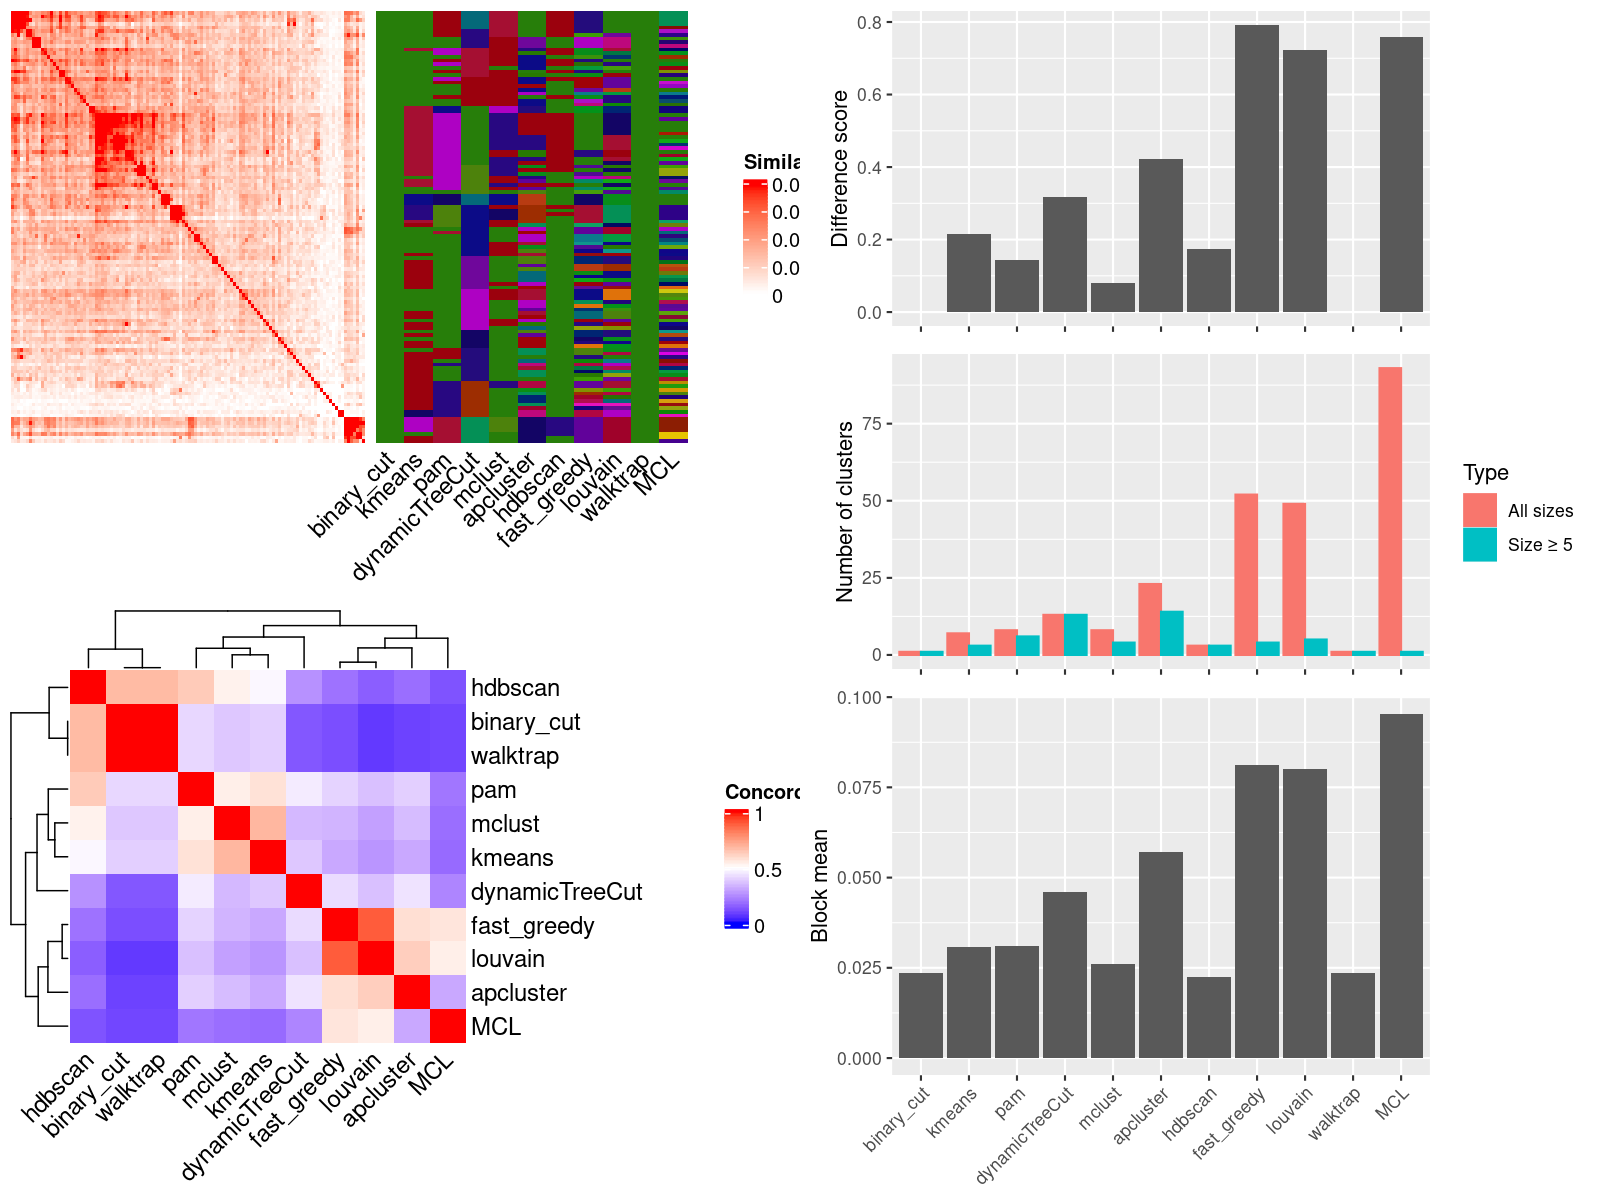 Simila
0.0
0.0
0.0
0.0
0
binary_cut
kmeans
pam
dynamicTreeCut
mclust
apcluster
hdbscan
fast_greedy
louvain
walktrap
MCL
hdbscan
binary_cut
walktrap
pam
mclust
kmeans
dynamicTreeCut
fast_greedy
louvain
apcluster
MCL
hdbscan
binary_cut
walktrap
pam
mclust
kmeans
dynamicTreeCut
fast_greedy
louvain
apcluster
MCL
Concord
1
0.5
0
Difference score
0.8
0.6
0.4
0.2
0.0
Number of clusters
75
50
25
0
Type
All sizes
Size ≥ 5
Block mean
0.100
0.075
0.050
0.025
0.000
binary_cut
kmeans
pam
dynamicTreeCut
mclust
apcluster
hdbscan
fast_greedy
louvain
walktrap
MCL